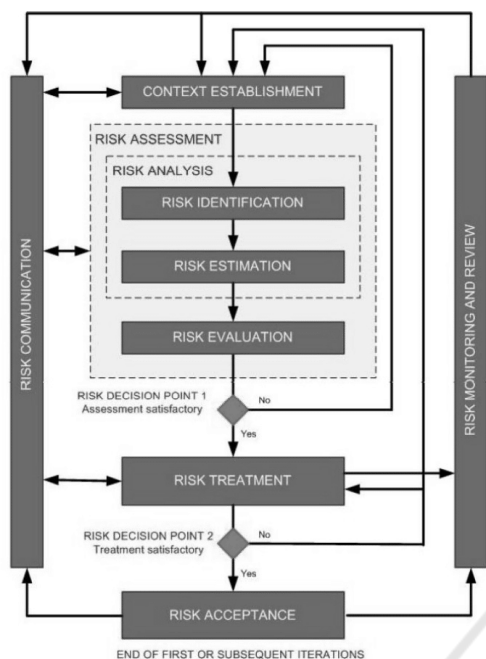 CONTEXT ESTABLISHMENT
RISK ASSESSMENT
RISK ANALYSIS
RISK IDENTIFICATION
RISK ESTIMATION
RISK EVALUATION
RISK COMMUNICATION
RISK MONITORING AND REVIEW
RISK DECISION POINT 1
Assessment satisfactory
No
Yes
RISK TREATMENT
RISK DECISION POINT 2
Treatment satisfactory
No
Yes
RISK ACCEPTANCE
END OF FIRST OR SUBSEQUENT ITERATIONS